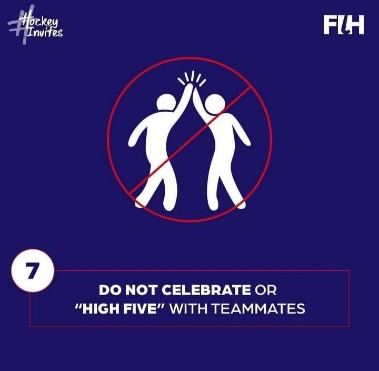 #Hockey
Invites
FIH
7
DO NOT CELEBRATE OR
“HIGH FIVE” WITH TEAMMATES